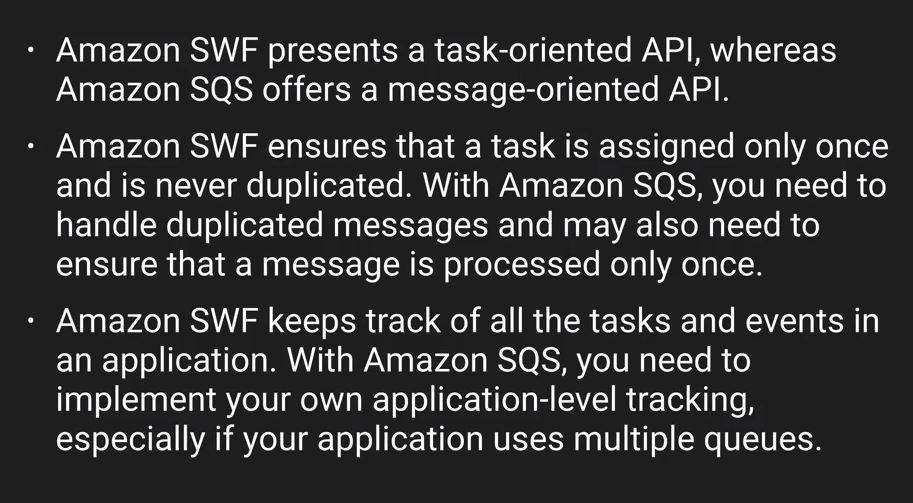 • Amazon SWF presents a task-oriented API, whereas
Amazon SQS offers a message-oriented API.
• Amazon SWF ensures that a task is assigned only once
and is never duplicated. With Amazon SQS, you need to
handle duplicated messages and may also need to
ensure that a message is processed only once.
• Amazon SWF keeps track of all the tasks and events in
an application. With Amazon SQS, you need to
implement your own application-level tracking,
especially if your application uses multiple queues.